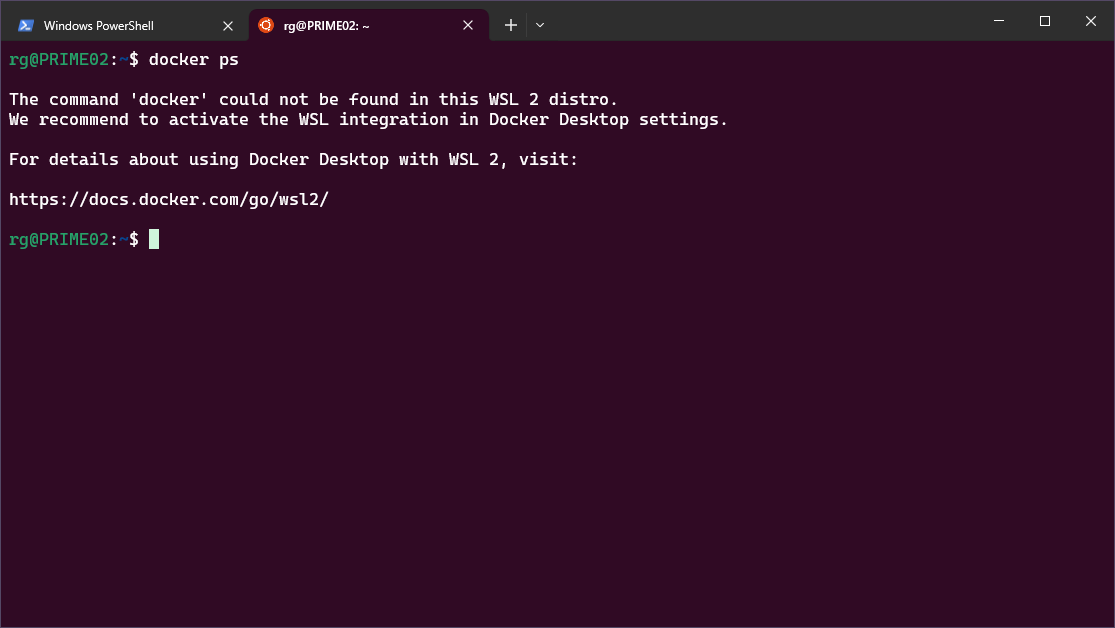 Windows PowerShell
rg@PRIME02: ~
rg@PRIME02:~$ docker ps
The command 'docker' could not be found in this WSL 2 distro.
We recommend to activate the WSL integration in Docker Desktop settings.
For details about using Docker Desktop with WSL 2, visit:
https://docs.docker.com/go/wsl2/
rg@PRIME02:~$